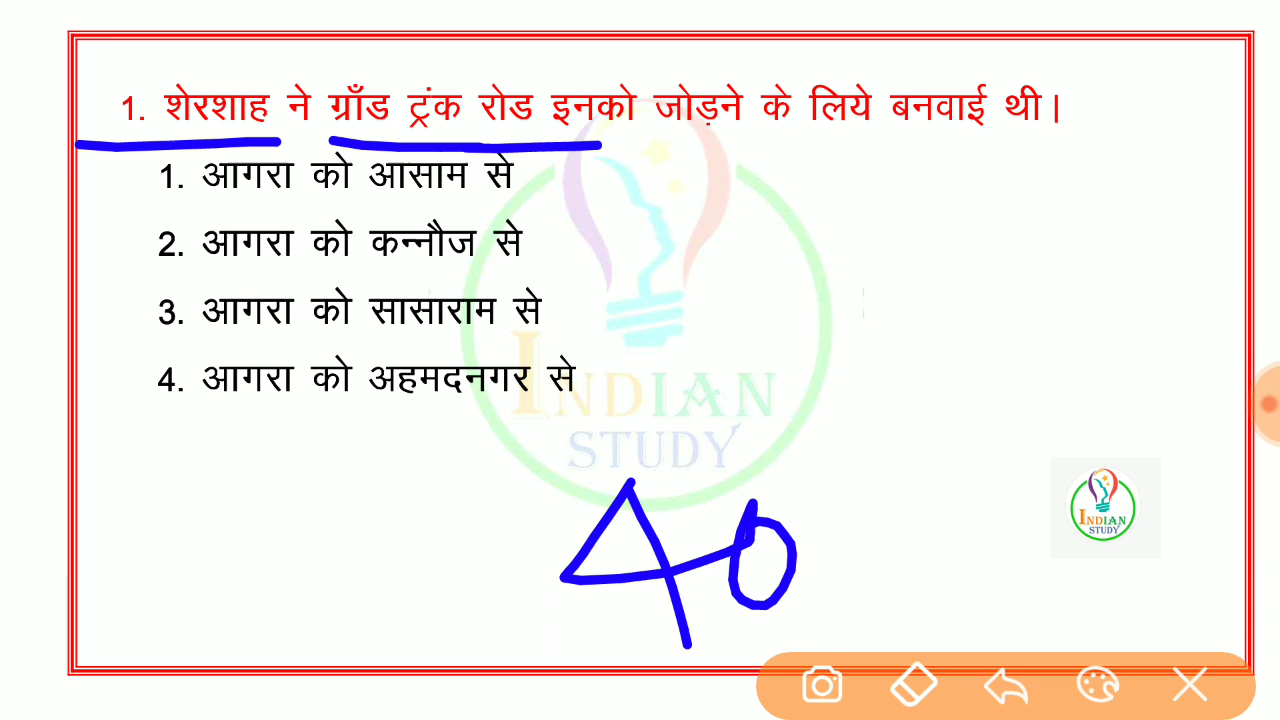 1. शेरशाह ने ग्राँड ट्रंक रोड इनको जोड़ने के लिये बनवाई थी।
1. आगरा को आसाम से
2. आगरा को कन्नौज से
3. आगरा को सासाराम से
4. आगरा को अहमदनगर से
INDIAN
STUDY
40
INDIAN
STUDY